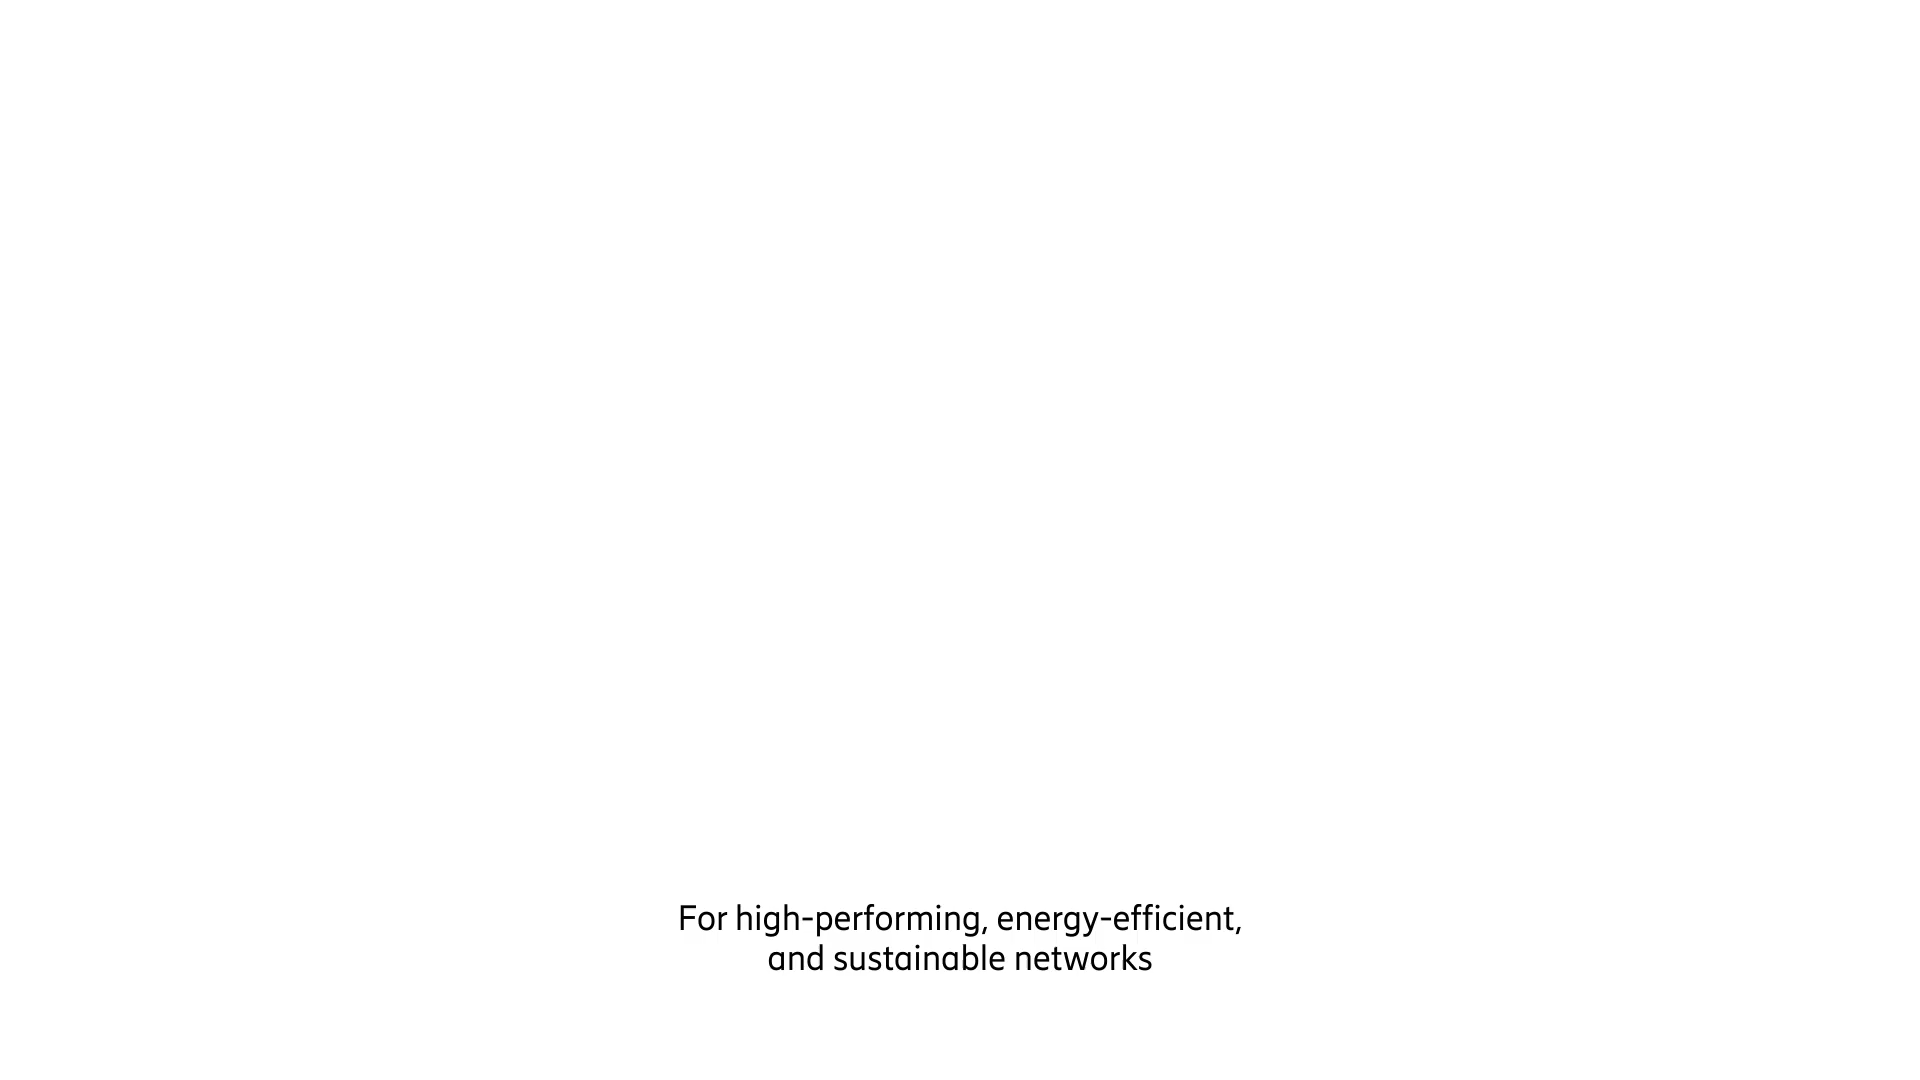 For high-performing, energy-efficient,
and sustainable networks